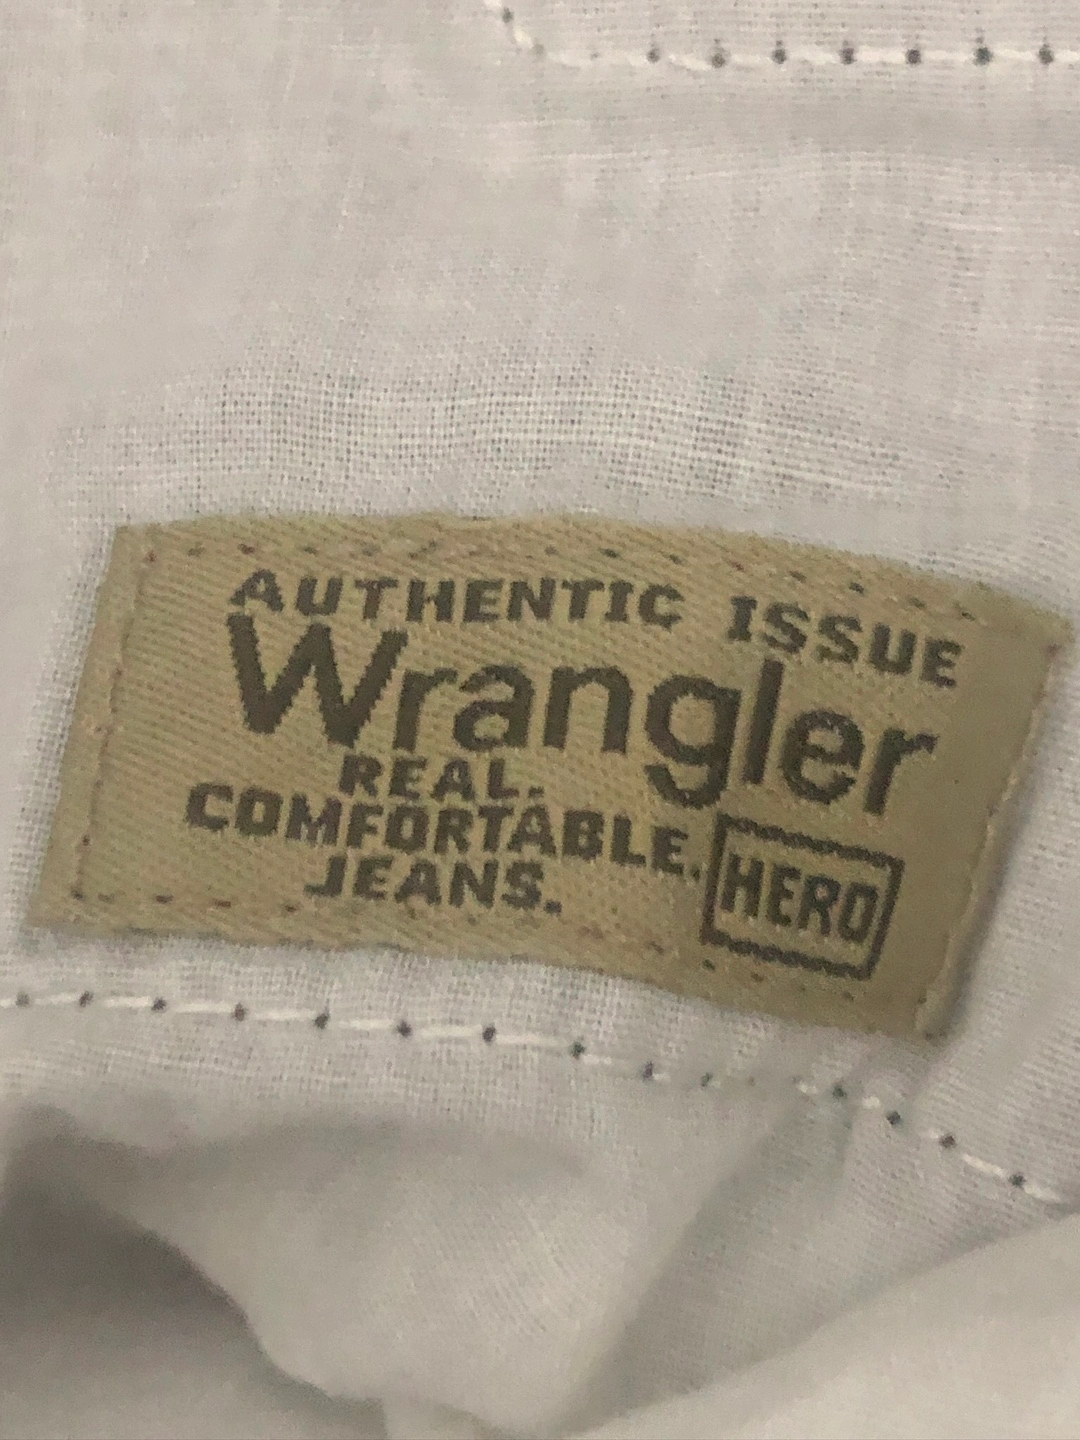 AUTHENTIC ISSUE
Wrangler
REAL.
COMFORTABLE.
JEANS.
HERO